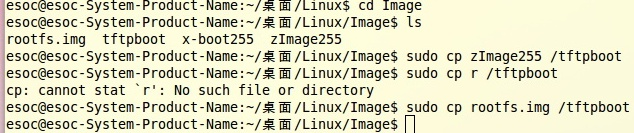 esoc@esoc-System-Product-Name:~/桌面/Linux$ cd Image
esoc@esoc-System-Product-Name:~/桌面/Linux/Image$ ls
rootfs.img  tftpboot  x-boot255  zImage255
esoc@esoc-System-Product-Name:~/桌面/Linux/Image$ sudo cp zImage255 /tftpboot
esoc@esoc-System-Product-Name:~/桌面/Linux/Image$ sudo cp r /tftpboot
cp: cannot stat `r': No such file or directory
esoc@esoc-System-Product-Name:~/桌面/Linux/Image$ sudo cp rootfs.img /tftpboot
esoc@esoc-System-Product-Name:~/桌面/Linux/Image$